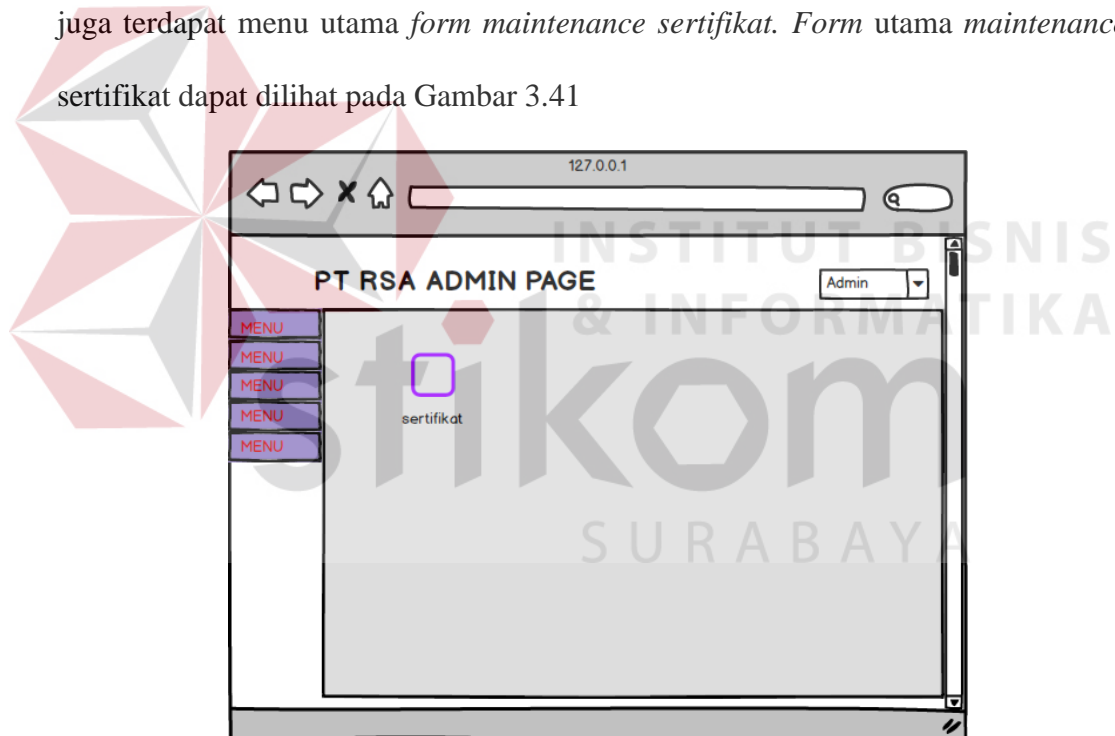 juga terdapat menu utama form maintenance sertifikat. Form utama maintenance
sertifikat dapat dilihat pada Gambar 3.41
127.0.0.1
INSTITUT BISNIS
PT RSA ADMIN PAGE
Admin
& INFORMATIKA
MENU
MENU
MENU
MENU
MENU
sertifikat
stikom
SURABAYA